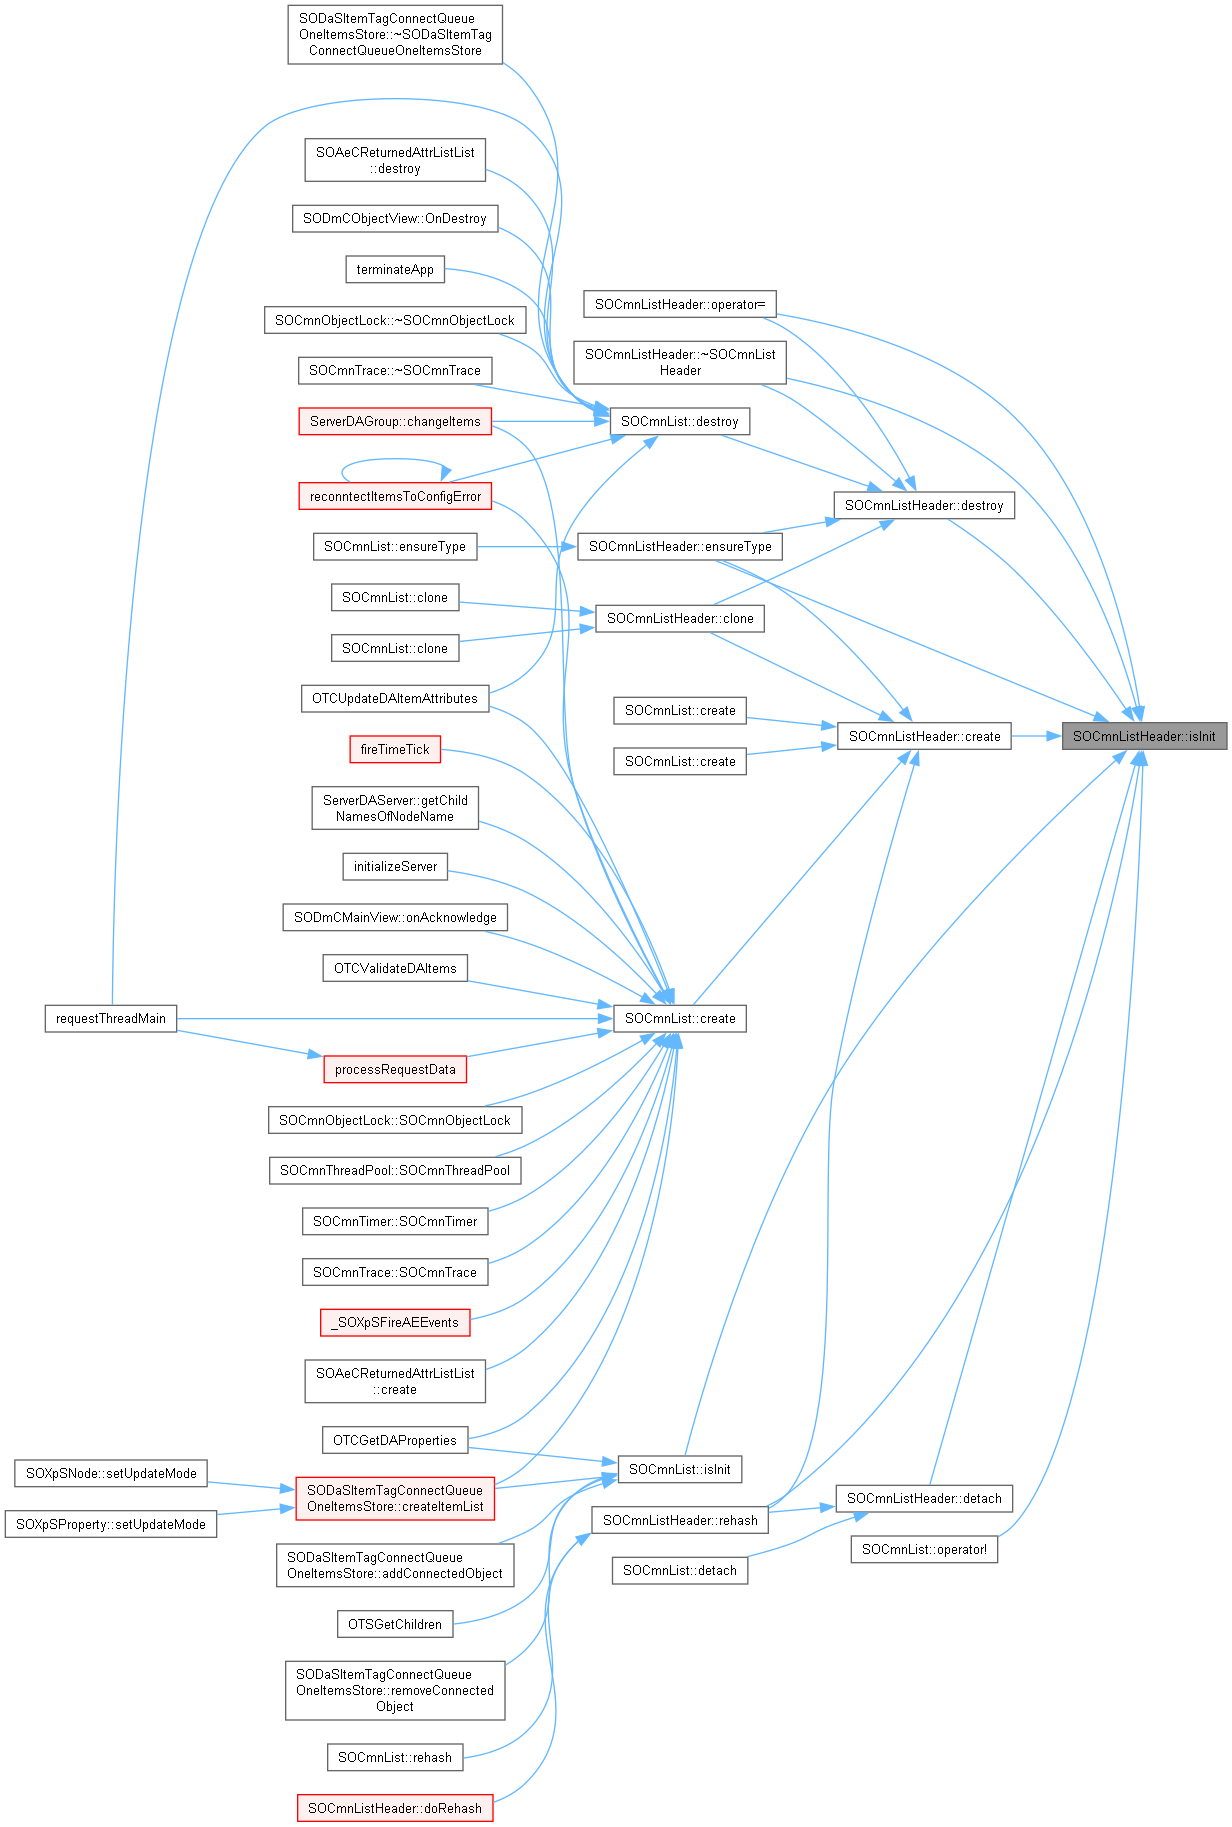 SODaSItemTagConnectQueue
OneItemsStore::~SODaSItemTag
ConnectQueueOneItemsStore
SOAeCReturnedAttrListList
::destroy
SODmCObjectView::OnDestroy
terminateApp
SOCmnListHeader::operator=
SOCmnObjectLock::~SOCmnObjectLock
SOCmnListHeader::~SOCmnList
Header
SOCmnTrace::~SOCmnTrace
ServerDAGroup::changeItems
SOCmnList::destroy
reconntectItemsToConfigError
SOCmnListHeader::destroy
SOCmnList::ensureType
SOCmnListHeader::ensureType
SOCmnList::clone
SOCmnListHeader::clone
SOCmnList::clone
OTCUpdateDAItemAttributes
SOCmnList::create
SOCmnListHeader::create
SOCmnListHeader::isInit
fireTimeTick
SOCmnList::create
ServerDAServer::getChild
NamesOfNodeName
initializeServer
SODmCMainView::onAcknowledge
OTCValidateDAItems
requestThreadMain
SOCmnList::create
processRequestData
SOCmnObjectLock::SOCmnObjectLock
SOCmnThreadPool::SOCmnThreadPool
SOCmnTimer::SOCmnTimer
SOCmnTrace::SOCmnTrace
_SOXpSFireAEEvents
SOAeCReturnedAttrListList
::create
OTCGetDAProperties
SOCmnList::isInit
SOXpSNode::setUpdateMode
SODaSItemTagConnectQueue
OneItemsStore::createItemList
SOCmnListHeader::detach
SOXpSProperty::setUpdateMode
SOCmnListHeader::rehash
SOCmnList::operator!
SODaSItemTagConnectQueue
OneItemsStore::addConnectedObject
SOCmnList::detach
OTSGetChildren
SODaSItemTagConnectQueue
OneItemsStore::removeConnected
Object
SOCmnList::rehash
SOCmnListHeader::doRehash